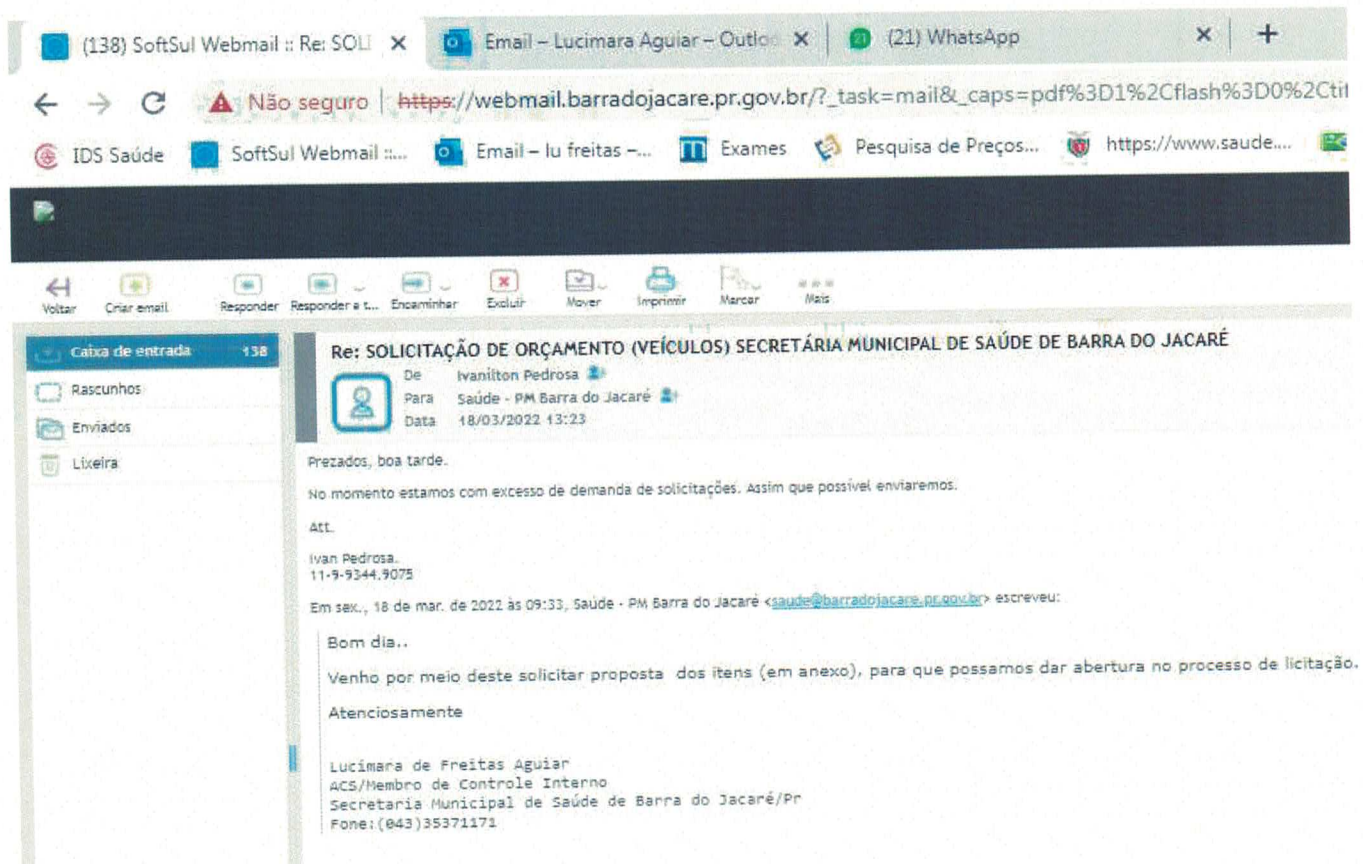 (138) SoftSul Webmail :: Re: SOLI
Email – Lucimara Aguiar – Outloo
(21) WhatsApp
Não seguro | https://webmail.barradojacare.pr.gov.br/?_task=mail&_caps=pdf%3D1%2Cflash%3D0%2Ctif
IDS Saúde
SoftSul Webmail ::...
Email – lu freitas –...
Exames
Pesquisa de Preços...
https://www.saude....
Voltar
Criar email
Responder
Responder a t...
Encaminhar
Excluir
Mover
Imprimir
Marcar
Mais
Caixa de entrada 138
Rascunhos
Enviados
Lixeira
Re: SOLICITAÇÃO DE ORÇAMENTO (VEÍCULOS) SECRETÁRIA MUNICIPAL DE SAÚDE DE BARRA DO JACARÉ
De Ivanilton Pedrosa
Para Saúde - PM Barra do Jacaré
Data 18/03/2022 13:23
Prezados, boa tarde.
No momento estamos com excesso de demanda de solicitações. Assim que possível enviaremos.
Att.
Ivan Pedrosa.
11-9-9344.9075
Em sex., 18 de mar. de 2022 às 09:33, Saúde - PM Barra do Jacaré <saude@barradojacare.pr.gov.br> escreveu:
Bom dia..
Venho por meio deste solicitar proposta dos itens (em anexo), para que possamos dar abertura no processo de licitação.
Atenciosamente
Lucimara de Freitas Aguiar
ACS/Membro de Controle Interno
Secretaria Municipal de Saúde de Barra do Jacaré/Pr
Fone:(043)35371171